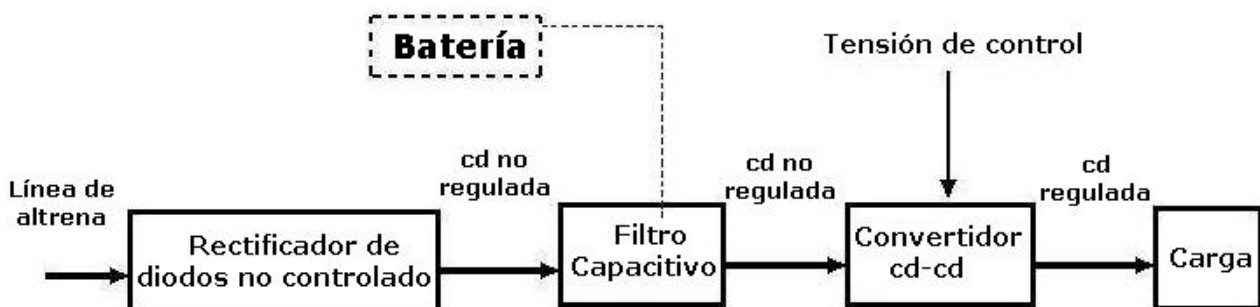 Batería
Tensión de control
cd no
regulada
cd no
regulada
cd
regulada
Línea de
altrena
Rectificador de
diodos no controlado
Filtro
Capacitivo
Convertidor
cd-cd
Carga